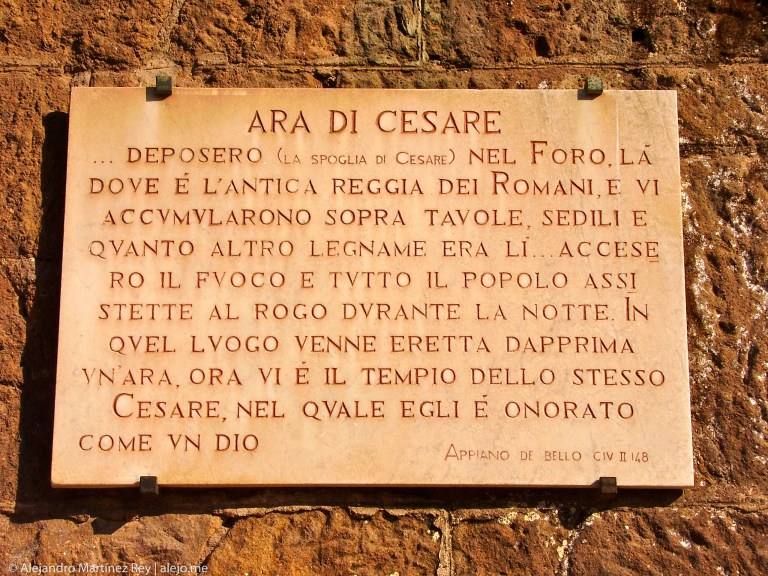 ARA DI CESARE
... DEPOSERO (LA SPOGLIA DI CESARE) NEL FORO, LÁ
DOVE É L'ANTICA REGGIA DEI ROMANI, E VI
ACCVMVLARONO SOPRA TAVOLE, SEDILI E
QVANTO ALTRO LEGNAME ERA LÍ... ACCESE
RO IL FVOCO E TVTTO IL POPOLO ASSI
STETTE AL ROGO DVRANTE LA NOTTE. IN
QVEL LVOGO VENNE ERETTA DAPPRIMA
VN'ARA, ORA VI É IL TEMPIO DELLO STESSO
CESARE, NEL QVALE EGLI É ONORATO
COME VN DIO
APPIANO DE BELLO CIV II 148
© Alejandro Martínez Rey | alejo.me